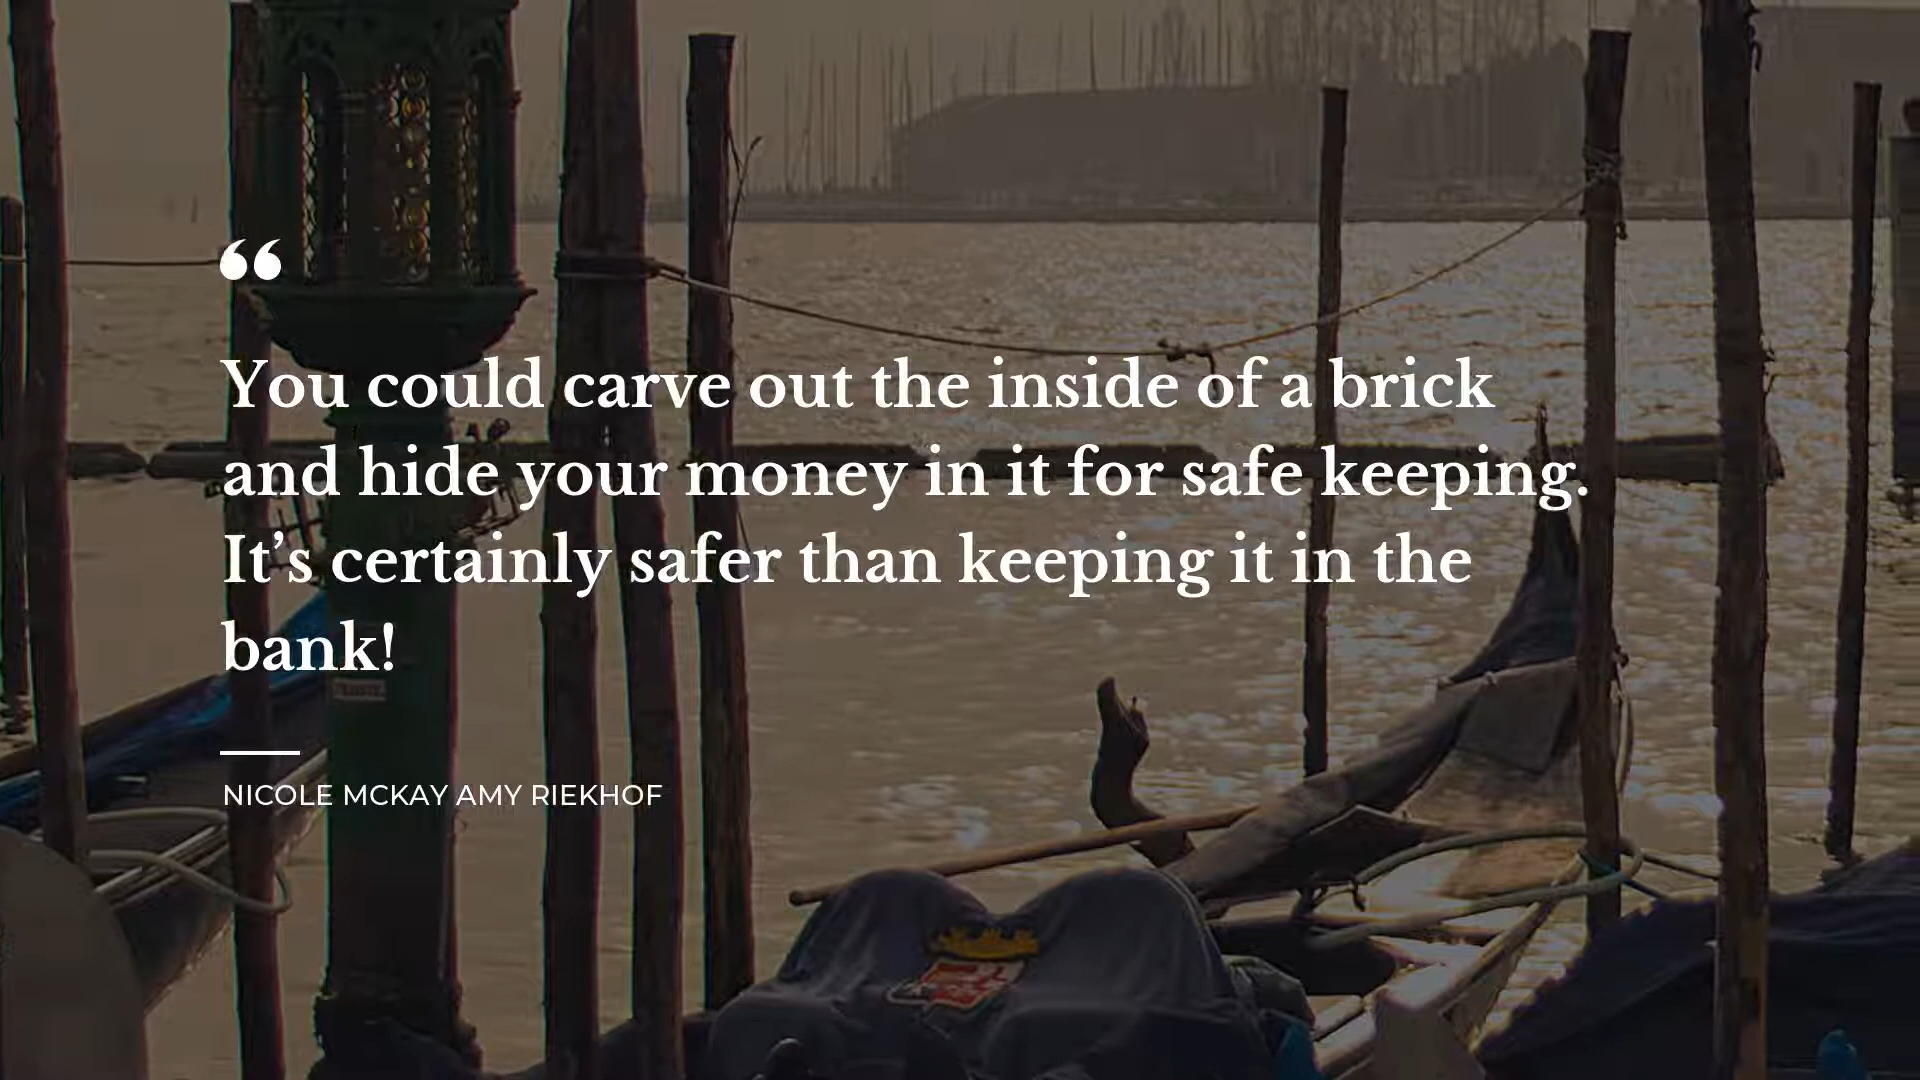 “
You could carve out the inside of a brick
and hide your money in it for safe keeping.
It’s certainly safer than keeping it in the
bank!
NICOLE MCKAY AMY RIEKHOF